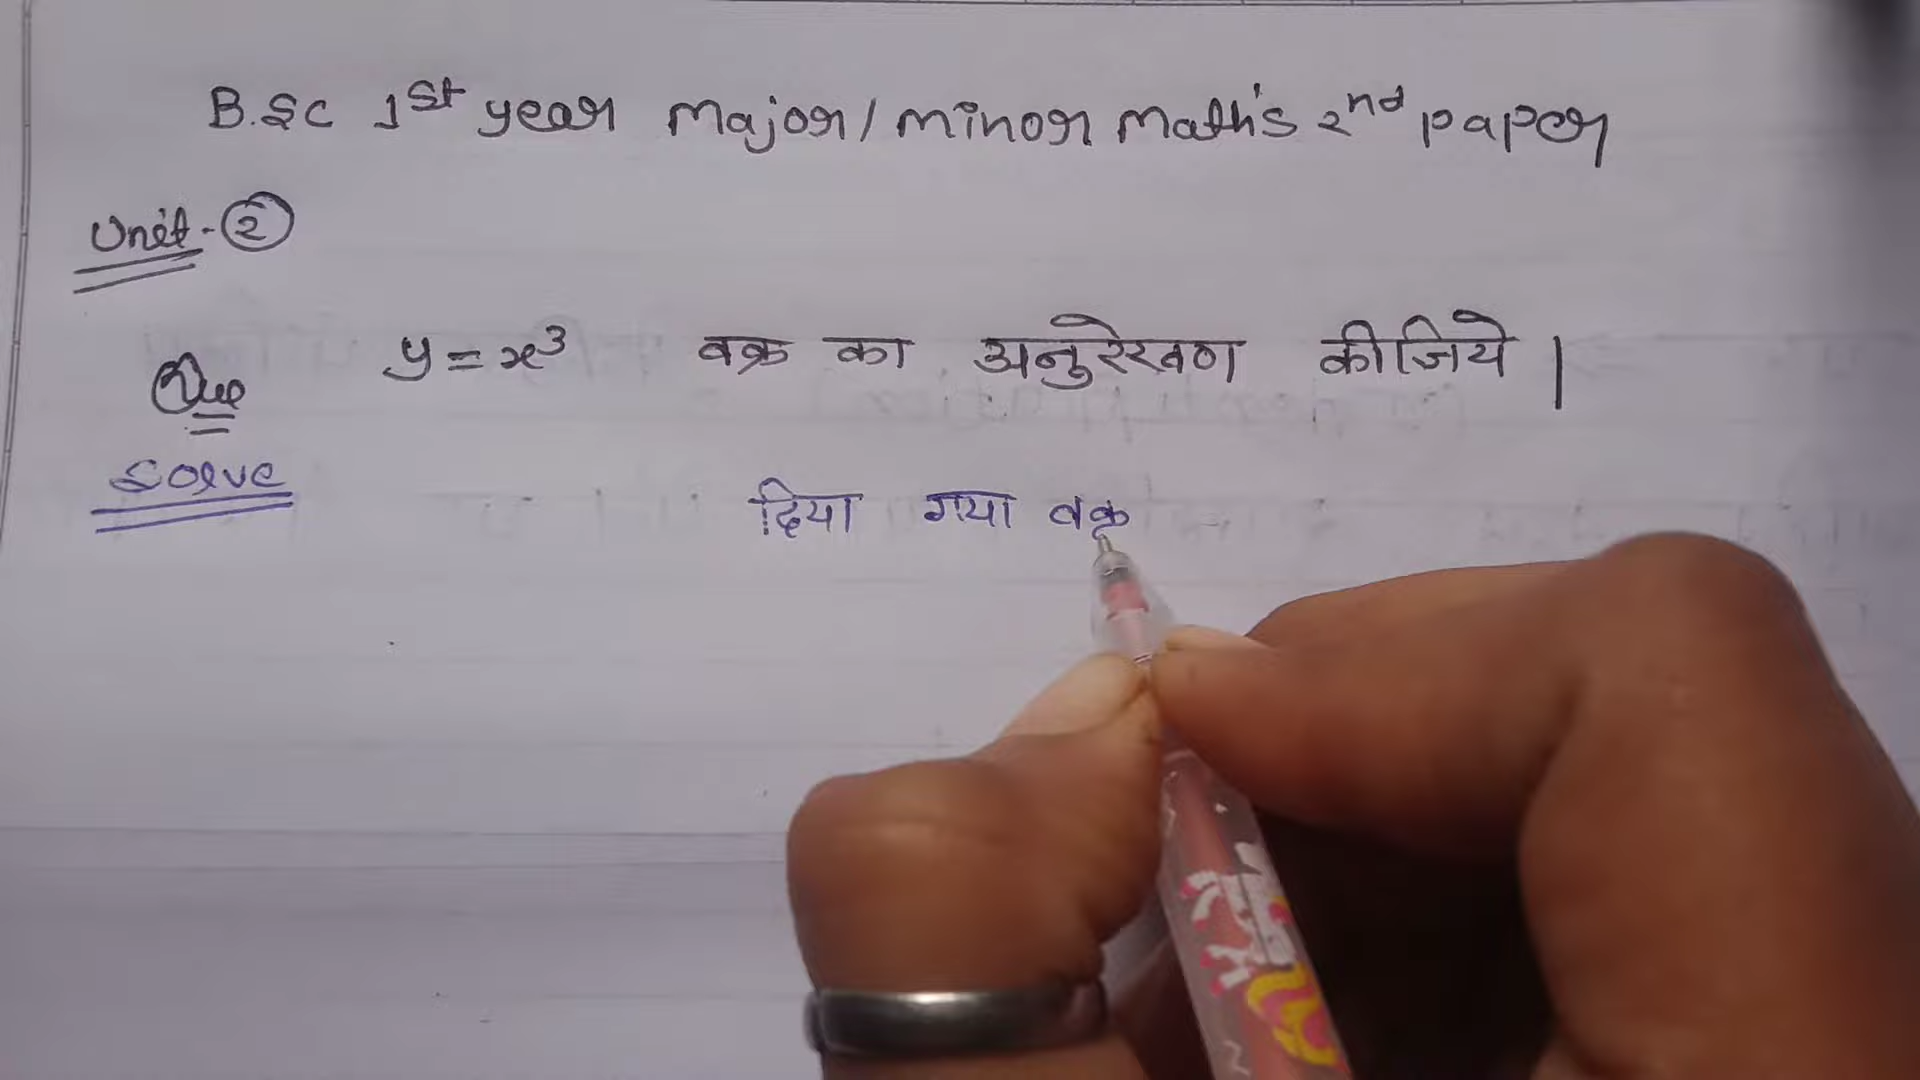 B.Sc 1st year Major/minor Math's 2nd paper
Unit-2
Que y=x³ वक्र का अनुरेखण कीजिये |
Solve
दिया गया वक्र